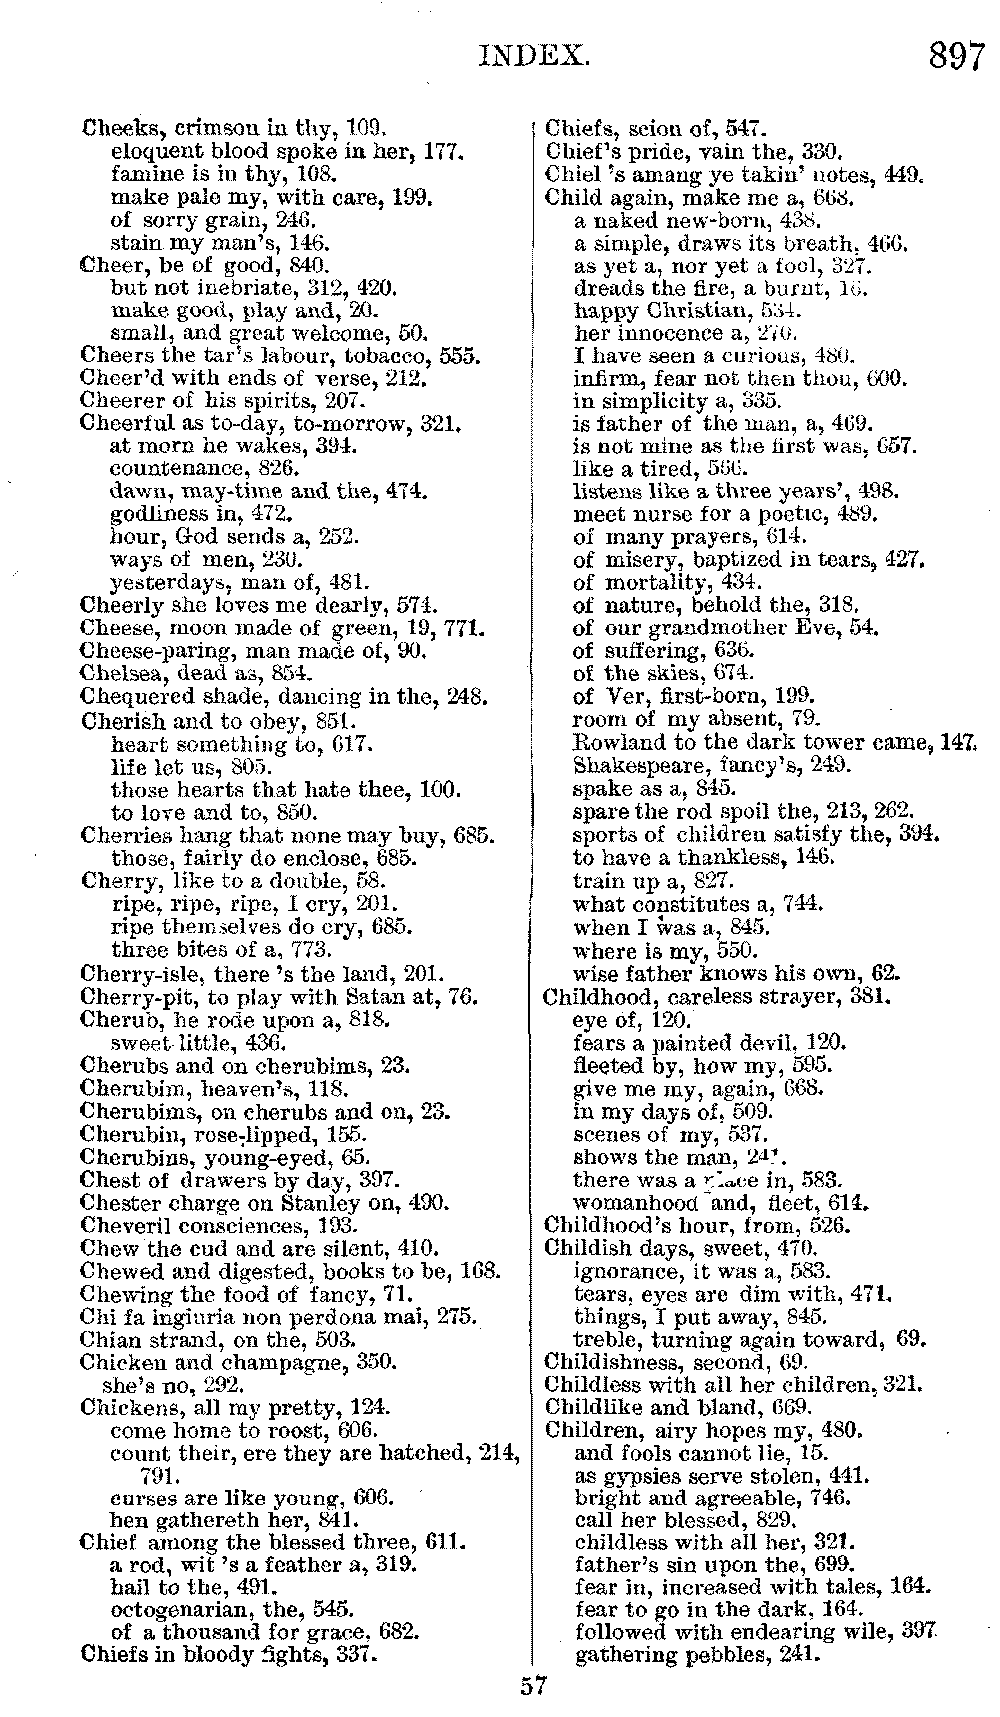 INDEX.
897
Cheeks, crimson in thy, 109.
eloquent blood spoke in her, 177.
famine is in thy, 108.
make pale my, with care, 199.
of sorry grain, 246.
stain my man's, 146.
Cheer, be of good, 840.
but not inebriate, 312, 420.
make good, play and, 20.
small, and great welcome, 50.
Cheers the tar's labour, tobacco, 555.
Cheer'd with ends of verse, 212.
Cheerer of his spirits, 207.
Cheerful as to-day, to-morrow, 321.
at morn he wakes, 394.
countenance, 826.
dawn, may-time and the, 474.
godliness in, 472.
hour, God sends a, 252.
ways of men, 230.
yesterdays, man of, 481.
Cheerly she loves me dearly, 574.
Cheese, moon made of green, 19, 771.
Cheese-paring, man made of, 90.
Chelsea, dead as, 854.
Chequered shade, dancing in the, 248.
Cherish and to obey, 851.
heart something to, 617.
life let us, 805.
those hearts that hate thee, 100.
to love and to, 850.
Cherries hang that none may buy, 685.
those, fairly do enclose, 685.
Cherry, like to a double, 58.
ripe, ripe, ripe, I cry, 201.
ripe themselves do cry, 685.
three bites of a, 773.
Cherry-isle, there 's the land, 201.
Cherry-pit, to play with Satan at, 76.
Cherub, he rode upon a, 818.
sweet little, 436.
Cherubs and on cherubims, 23.
Cherubim, heaven's, 118.
Cherubims, on cherubs and on, 23.
Cherubin, rose-lipped, 155.
Cherubins, young-eyed, 65.
Chest of drawers by day, 397.
Chester charge on Stanley on, 490.
Cheveril consciences, 193.
Chew the cud and are silent, 410.
Chewed and digested, books to be, 168.
Chewing the food of fancy, 71.
Chi fa ingiuria non perdona mai, 275.
Chian strand, on the, 503.
Chicken and champagne, 350.
she's no, 292.
Chickens, all my pretty, 124.
come home to roost, 606.
count their, ere they are hatched, 214,
791.
curses are like young, 606.
hen gathereth her, 841.
Chief among the blessed three, 611.
a rod, wit 's a feather a, 319.
hail to the, 491.
octogenarian, the, 545.
of a thousand for grace, 682.
Chiefs in bloody fights, 337.
Chiefs, scion of, 547.
Chief's pride, vain the, 330.
Chiel 's amang ye takin' notes, 449.
Child again, make me a, 668.
a naked new-born, 438.
a simple, draws its breath, 466.
as yet a, nor yet a fool, 327.
dreads the fire, a burnt, 16.
happy Christian, 534.
her innocence a, 276.
I have seen a curious, 480.
infirm, fear not then thou, 600.
in simplicity a, 335.
is father of the man, a, 469.
is not mine as the first was, 657.
like a tired, 566.
listens like a three years', 498.
meet nurse for a poetic, 489.
of many prayers, 614.
of misery, baptized in tears, 427.
of mortality, 434.
of nature, behold the, 318.
of our grandmother Eve, 54.
of suffering, 636.
of the skies, 674.
of Ver, first-born, 199.
room of my absent, 79.
Rowland to the dark tower came, 147.
Shakespeare, fancy's, 249.
spake as a, 845.
spare the rod spoil the, 213, 262.
sports of children satisfy the, 394.
to have a thankless, 146.
train up a, 827.
what constitutes a, 744.
when I was a, 845.
where is my, 550.
wise father knows his own, 62.
Childhood, careless strayer, 381.
eye of, 120.
fears a painted devil, 120.
fleeted by, how my, 595.
give me my, again, 668.
in my days of, 509.
scenes of my, 537.
shows the man, 241.
there was a place in, 583.
womanhood and, fleet, 614.
Childhood's hour, from, 526.
Childish days, sweet, 470.
ignorance, it was a, 583.
tears, eyes are dim with, 471.
things, I put away, 845.
treble, turning again toward, 69.
Childishness, second, 69.
Childless with all her children, 321.
Childlike and bland, 669.
Children, airy hopes my, 480.
and fools cannot lie, 15.
as gypsies serve stolen, 441.
bright and agreeable, 746.
call her blessed, 829.
childless with all her, 321.
father's sin upon the, 699.
fear in, increased with tales, 164.
fear to go in the dark, 164.
followed with endearing wile, 397.
gathering pebbles, 241.
57